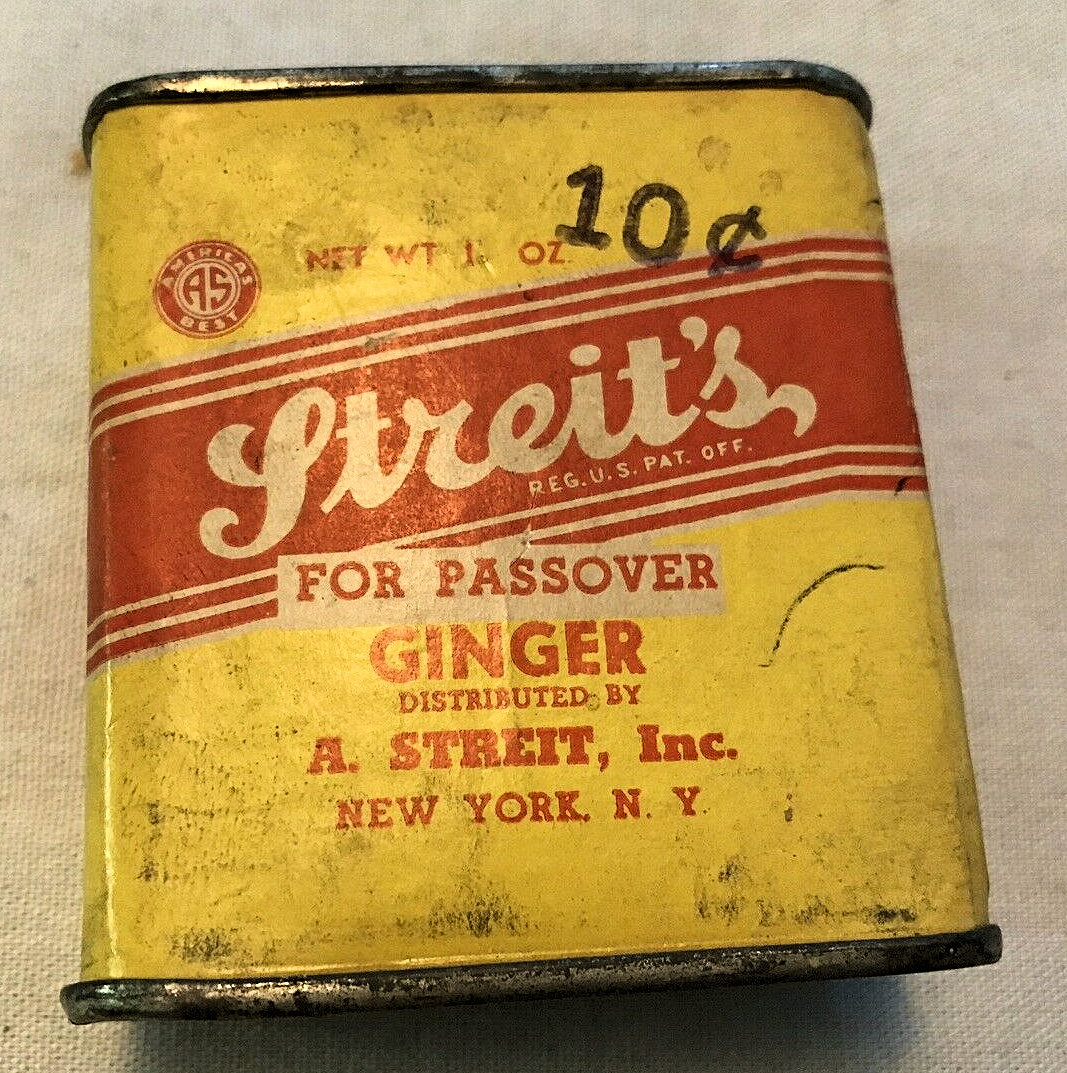 10¢
NET WT 1 OZ.
AMERICAS
AS
BEST
Streit's
REG. U.S. PAT. OFF.
FOR PASSOVER
GINGER
DISTRIBUTED BY
A. STREIT, Inc.
NEW YORK, N. Y.